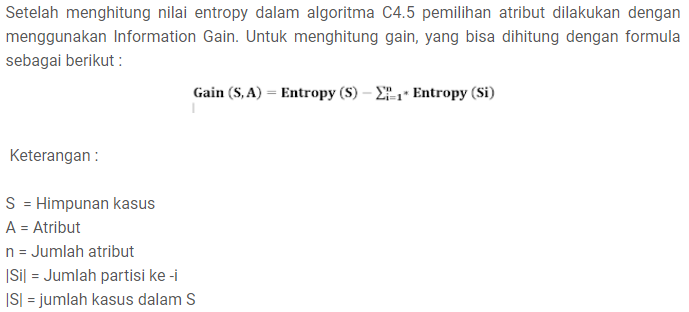 Setelah menghitung nilai entropy dalam algoritma C4.5 pemilihan atribut dilakukan dengan
menggunakan Information Gain. Untuk menghitung gain, yang bisa dihitung dengan formula
sebagai berikut :
Gain (S, A) = Entropy (S) − ∑ⁿᵢ₌₁* Entropy (Si)
Keterangan :
S = Himpunan kasus
A = Atribut
n = Jumlah atribut
|Si| = Jumlah partisi ke -i
|S| = jumlah kasus dalam S